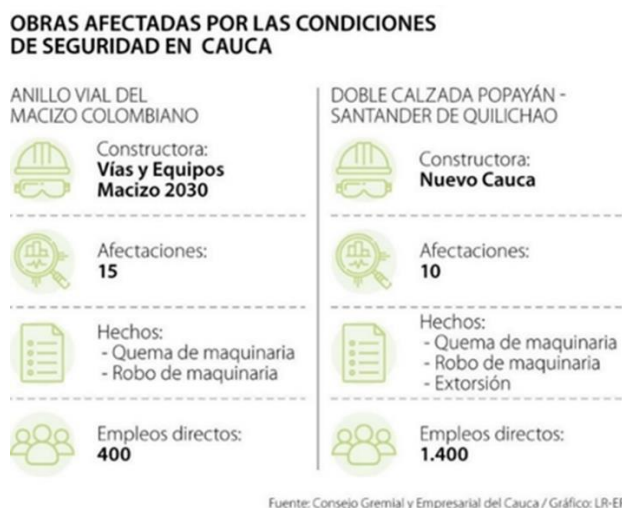 OBRAS AFECTADAS POR LAS CONDICIONES
DE SEGURIDAD EN CAUCA
ANILLO VIAL DEL
MACIZO COLOMBIANO
Constructora:
Vías y Equipos
Macizo 2030
Afectaciones:
15
Hechos:
- Quema de maquinaria
- Robo de maquinaria
Empleos directos:
400
DOBLE CALZADA POPAYÁN -
SANTANDER DE QUILICHAO
Constructora:
Nuevo Cauca
Afectaciones:
10
Hechos:
- Quema de maquinaria
- Robo de maquinaria
- Extorsión
Empleos directos:
1.400
Fuente: Consejo Gremial y Empresarial del Cauca / Gráfico: LR-ER